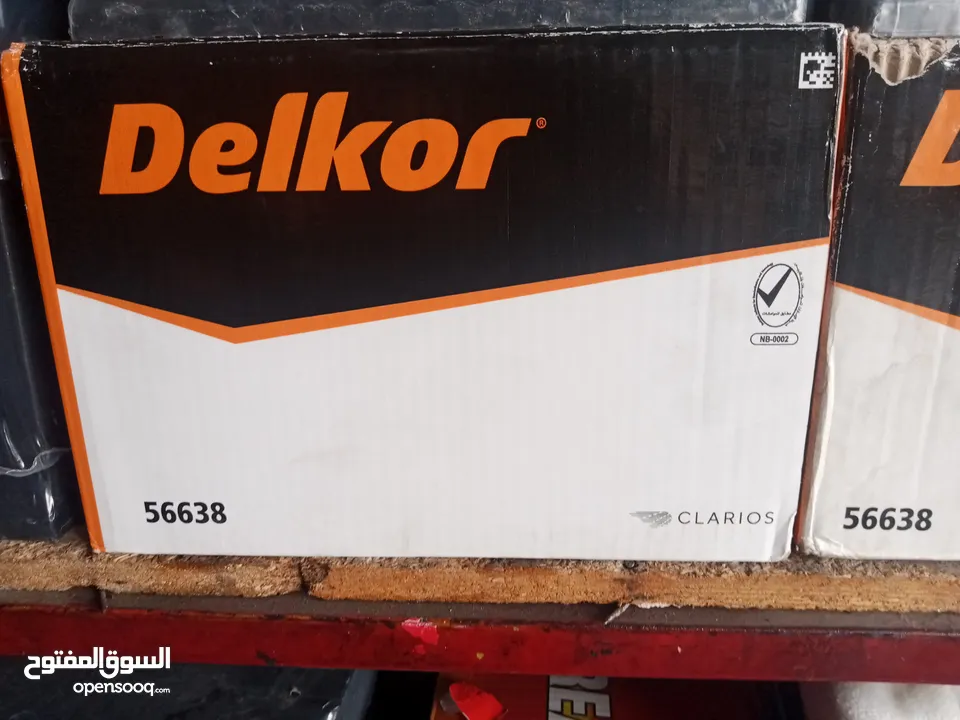 Delkor®
D
NB-0002
56638
CLARIOS
56638
السوق المفتوح
opensooq.com